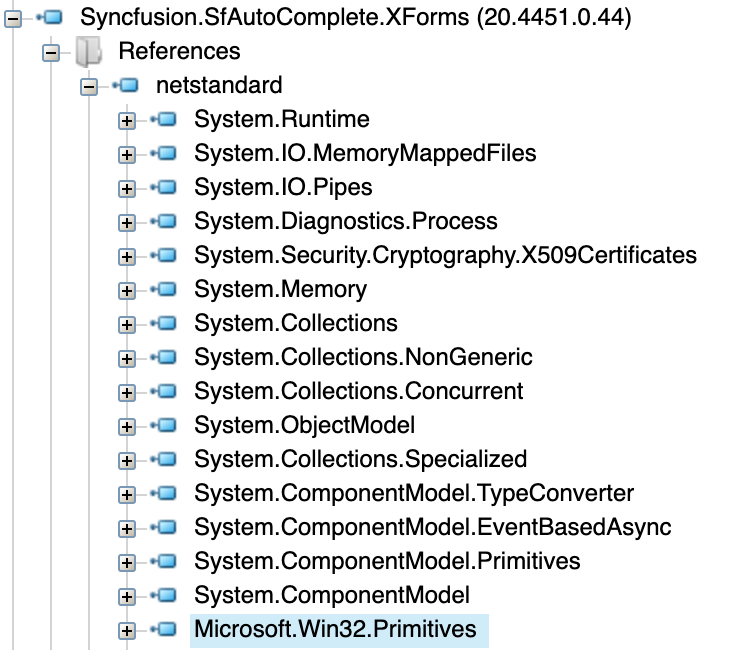 Syncfusion.SfAutoComplete.XForms (20.4451.0.44)
References
netstandard
System.Runtime
System.IO.MemoryMappedFiles
System.IO.Pipes
System.Diagnostics.Process
System.Security.Cryptography.X509Certificates
System.Memory
System.Collections
System.Collections.NonGeneric
System.Collections.Concurrent
System.ObjectModel
System.Collections.Specialized
System.ComponentModel.TypeConverter
System.ComponentModel.EventBasedAsync
System.ComponentModel.Primitives
System.ComponentModel
Microsoft.Win32.Primitives